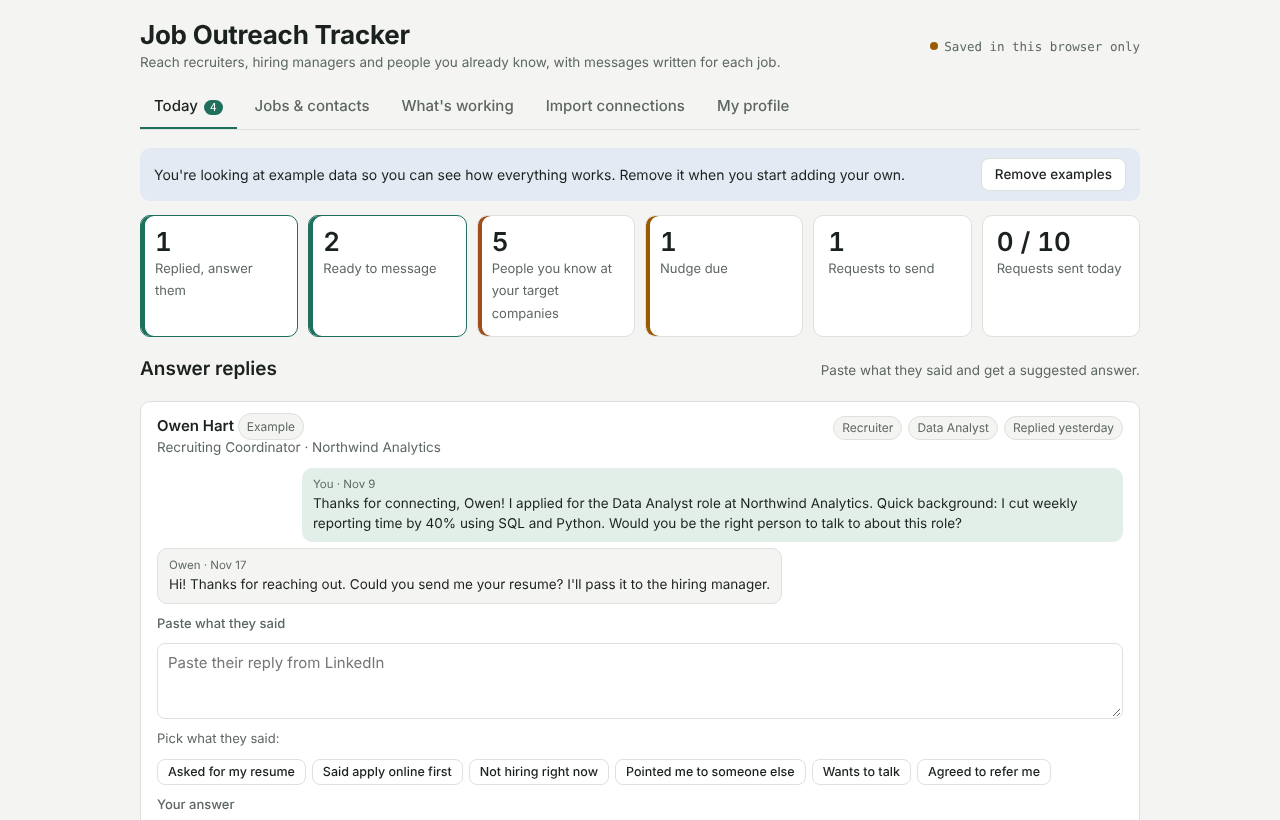 Job Outreach Tracker
Reach recruiters, hiring managers and people you already know, with messages written for each job.
Saved in this browser only
Today 4
Jobs & contacts
What's working
Import connections
My profile
You're looking at example data so you can see how everything works. Remove it when you start adding your own.
Remove examples
1
Replied, answer
them
2
Ready to message
5
People you know at
your target
companies
1
Nudge due
1
Requests to send
0 / 10
Requests sent today
Answer replies
Paste what they said and get a suggested answer.
Owen Hart Example
Recruiting Coordinator · Northwind Analytics
Recruiter
Data Analyst
Replied yesterday
You · Nov 9
Thanks for connecting, Owen! I applied for the Data Analyst role at Northwind Analytics. Quick background: I cut weekly
reporting time by 40% using SQL and Python. Would you be the right person to talk to about this role?
Owen · Nov 17
Hi! Thanks for reaching out. Could you send me your resume? I'll pass it to the hiring manager.
Paste what they said
Paste their reply from LinkedIn
Pick what they said:
Asked for my resume
Said apply online first
Not hiring right now
Pointed me to someone else
Wants to talk
Agreed to refer me
Your answer